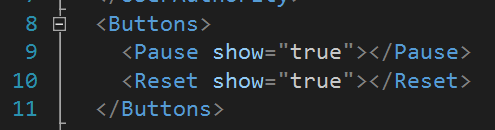 8 <Buttons>
9 <Pause show="true"></Pause>
10 <Reset show="true"></Reset>
11 </Buttons>